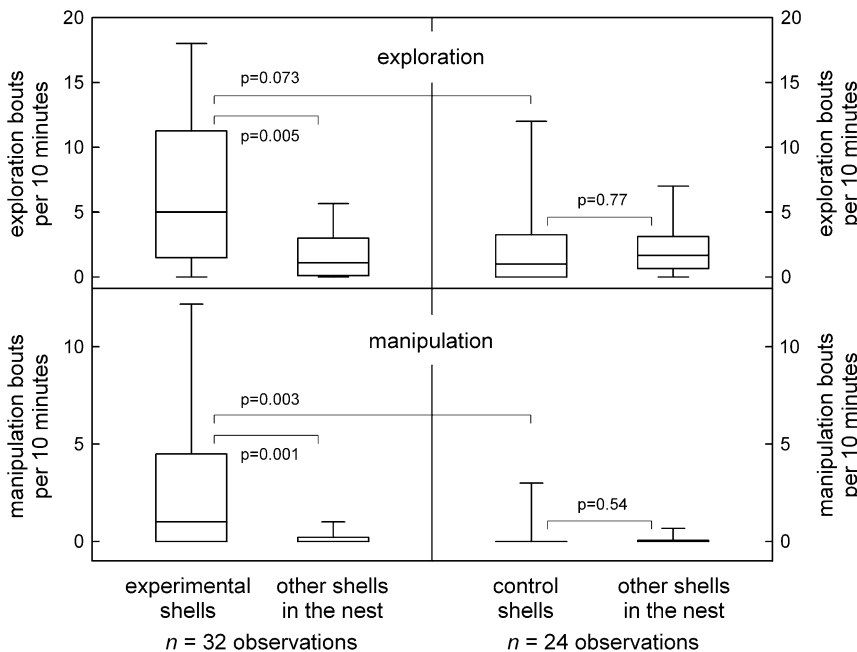 20
20
exploration
p=0.073
15
15
p=0.005
exploration bouts
per 10 minutes
exploration bouts
per 10 minutes
10
10
p=0.77
5
5
0
0
manipulation
10
10
p=0.003
manipulation bouts
per 10 minutes
manipulation bouts
per 10 minutes
5
5
p=0.001
p=0.54
0
0
experimental
shells
other shells
in the nest
control
shells
other shells
in the nest
n = 32 observations
n = 24 observations